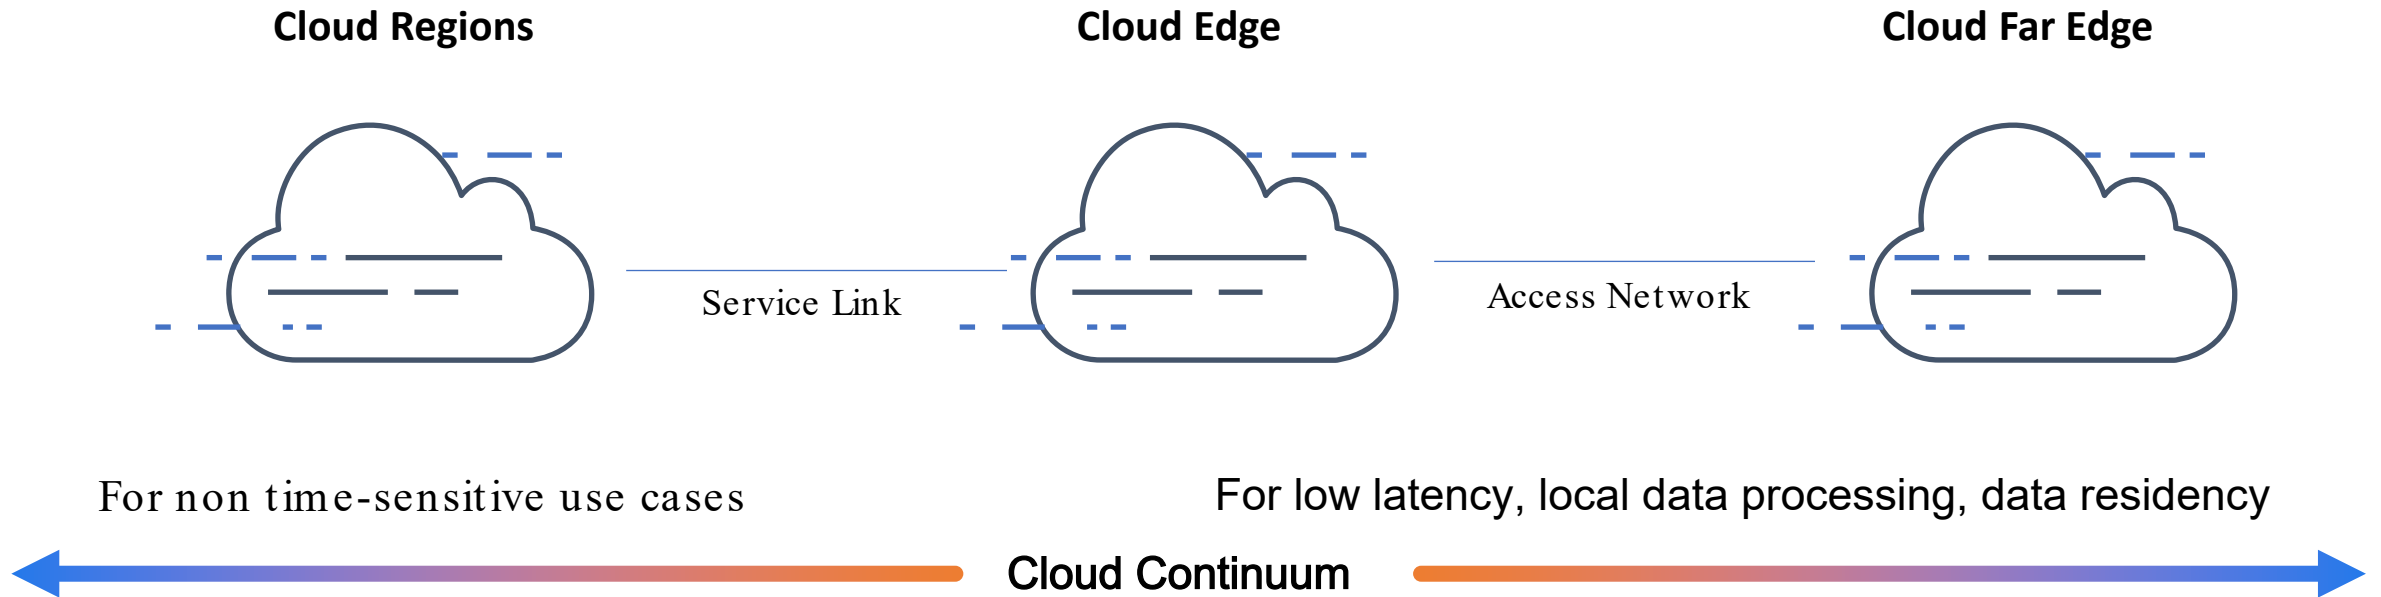 Cloud Regions
Cloud Edge
Cloud Far Edge
Service Link
Access Network
For non time-sensitive use cases
For low latency, local data processing, data residency
Cloud Continuum